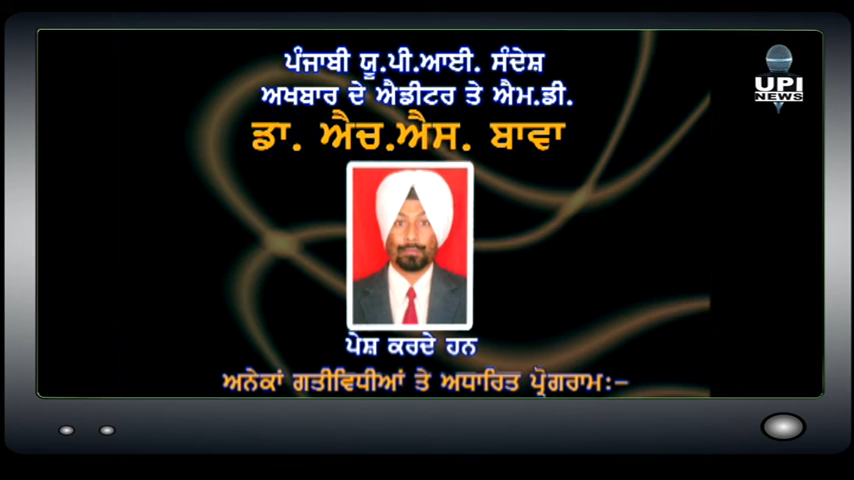 ਪੰਜਾਬੀ ਯੂ.ਪੀ.ਆਈ. ਸੰਦੇਸ਼
ਅਖਬਾਰ ਦੇ ਐਡੀਟਰ ਤੇ ਐਮ.ਡੀ.
ਡਾ. ਐਚ.ਐਸ. ਬਾਵਾ
UPI
NEWS
ਪੇਸ਼ ਕਰਦੇ ਹਨ
ਅਨੇਕਾਂ ਗਤੀਵਿਧੀਆਂ ਤੇ ਅਧਾਰਿਤ ਪ੍ਰੋਗਰਾਮ:-